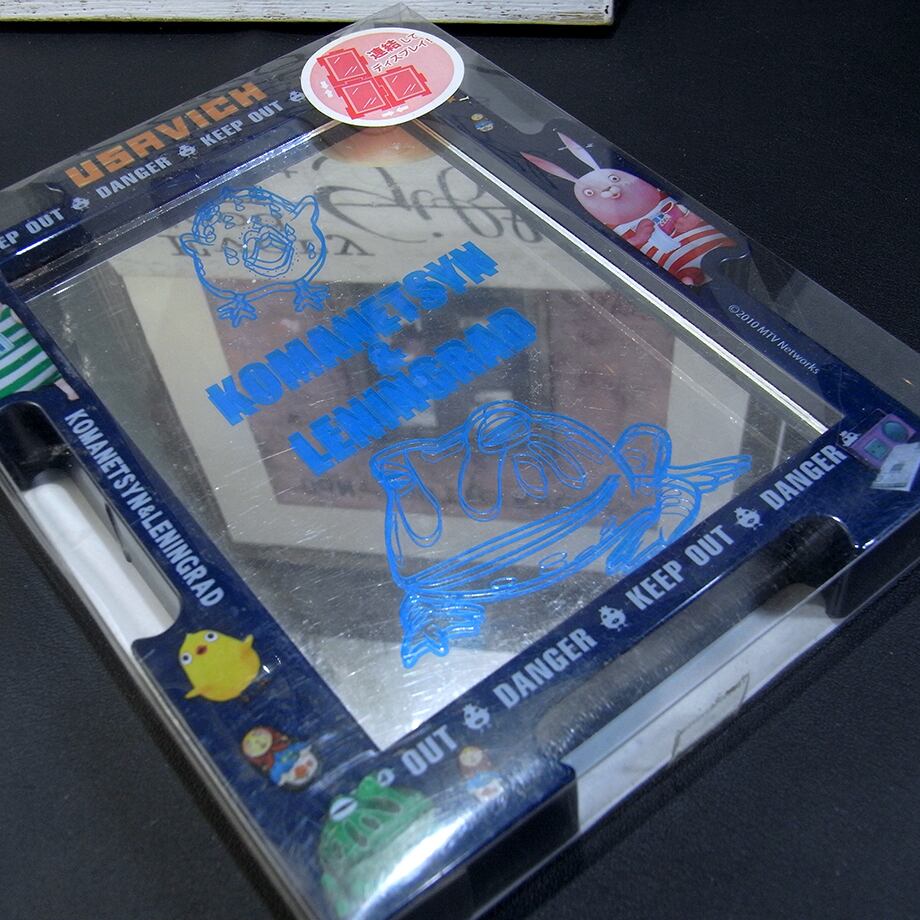 連結して
ディスプレイ!
USAVICH
EP OUT DANGER KEEP OUT
©2010 MTV Networks
KOMANETSYN
&
LENINGRAD
KOMANETSYN&LENINGRAD
OUT DANGER KEEP OUT DANGER